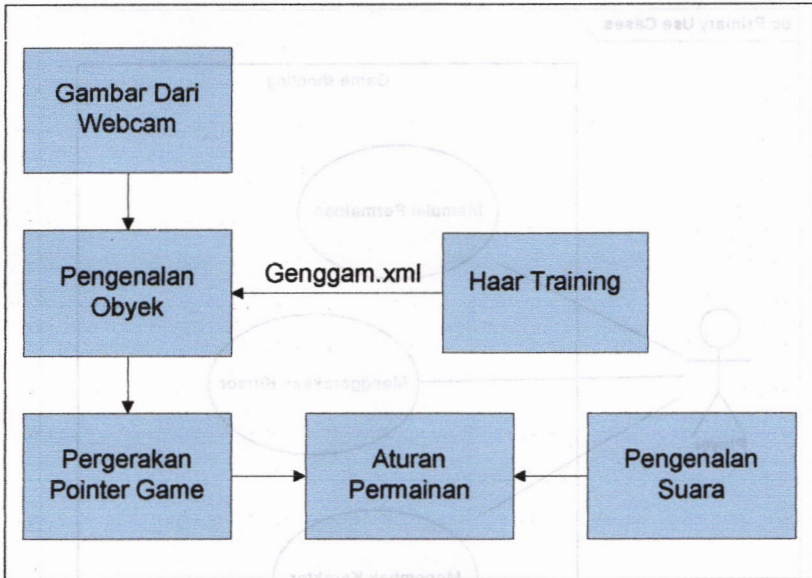 Gambar Dari
Webcam
Pengenalan
Obyek
Genggam.xml
Haar Training
Pergerakan
Pointer Game
Aturan
Permainan
Pengenalan
Suara